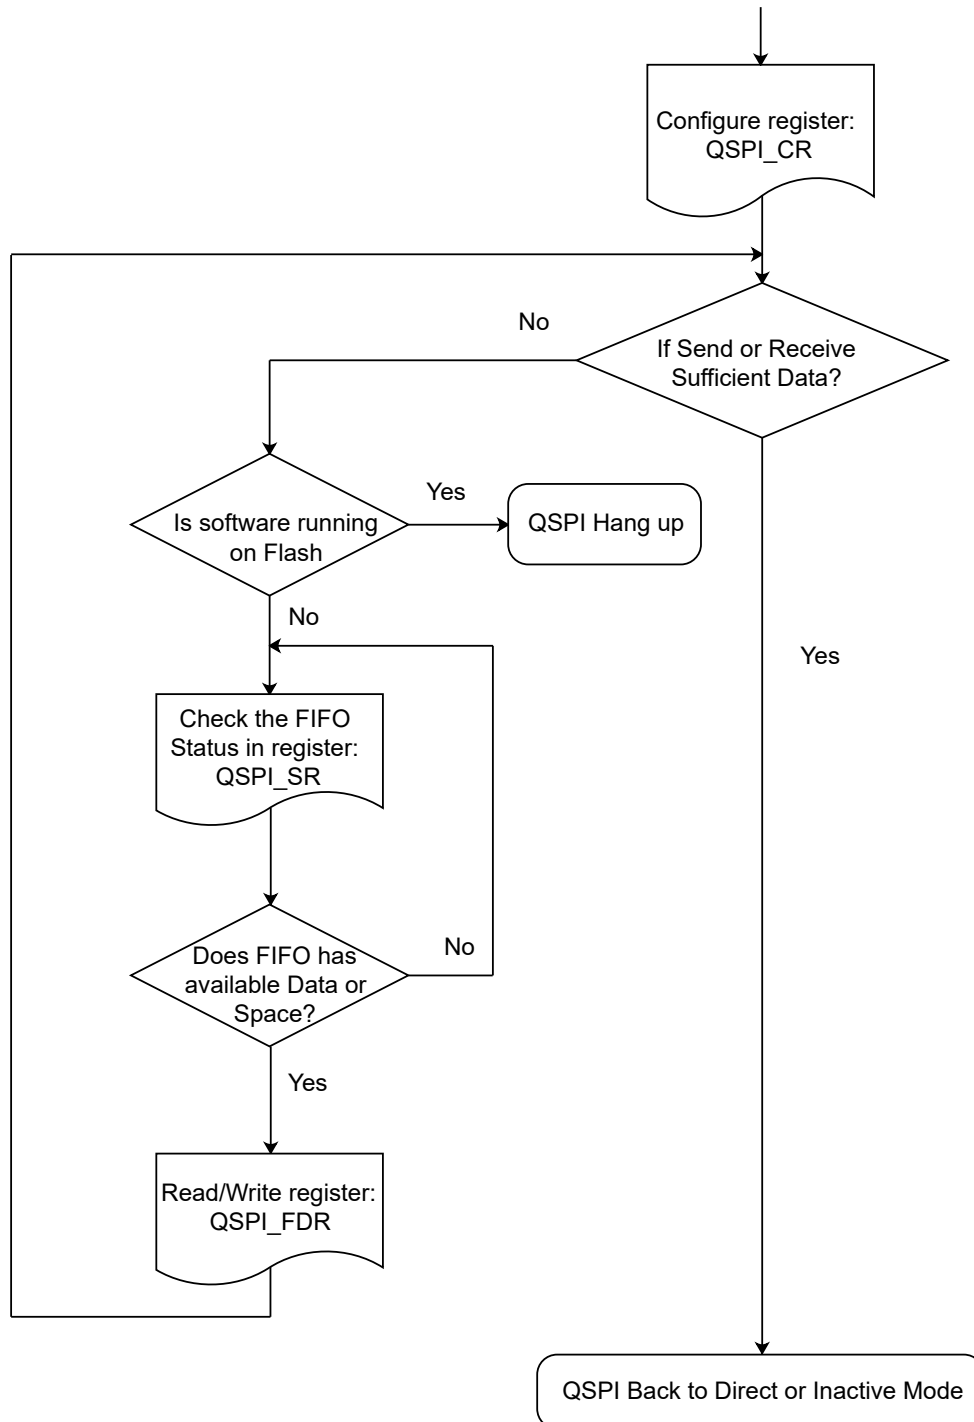 Configure register:
QSPI_CR
No
If Send or Receive
Sufficient Data?
Yes
Is software running
on Flash
QSPI Hang up
No
Yes
Check the FIFO
Status in register:
QSPI_SR
Does FIFO has
available Data or
Space?
No
Yes
Read/Write register:
QSPI_FDR
QSPI Back to Direct or Inactive Mode